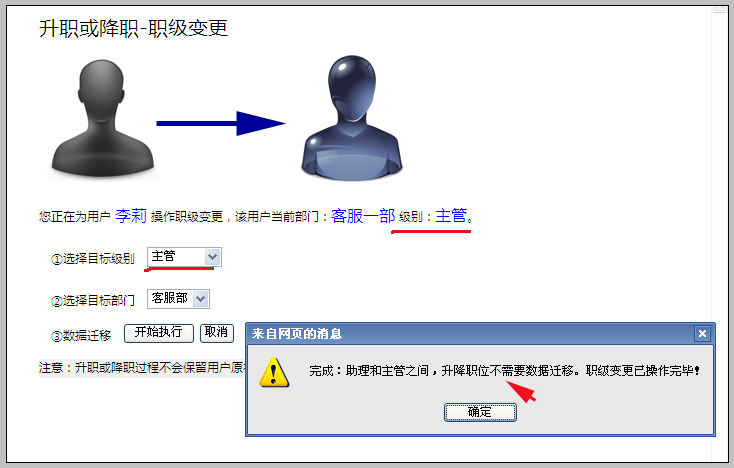 升职或降职-职级变更
您正在为用户 李莉 操作职级变更，该用户当前部门：客服一部 级别：主管。
①选择目标级别 主管
②选择目标部门 客服部
③数据迁移 开始执行 取消
注意：升职或降职过程不会保留用户原
来自网页的消息
完成：助理和主管之间，升降职位不需要数据迁移。职级变更已操作完毕！
确定